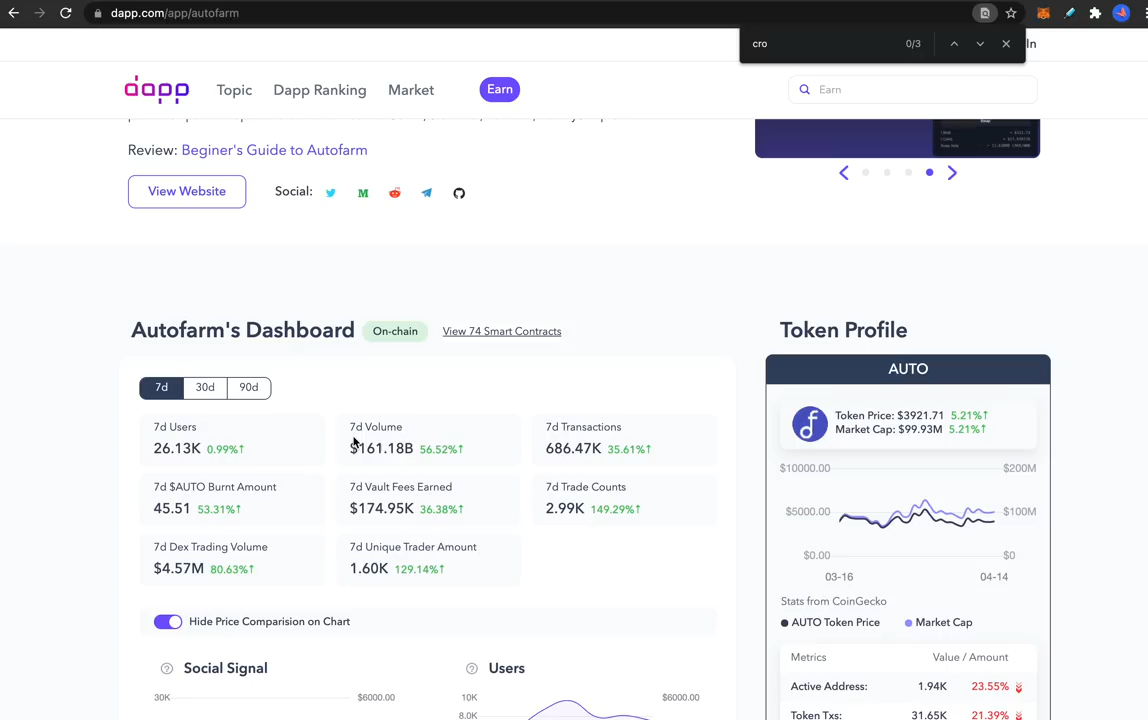 dapp.com/app/autofarm
cro 0/3
In
dapp Topic Dapp Ranking Market Earn Earn
Review: Beginer's Guide to Autofarm
View Website Social:
Autofarm's Dashboard On-chain View 74 Smart Contracts
7d 30d 90d
7d Users
26.13K 0.99%↑
7d Volume
$161.18B 56.52%↑
7d Transactions
686.47K 35.61%↑
7d $AUTO Burnt Amount
45.51 53.31%↑
7d Vault Fees Earned
$174.95K 36.38%↑
7d Trade Counts
2.99K 149.29%↑
7d Dex Trading Volume
$4.57M 80.63%↑
7d Unique Trader Amount
1.60K 129.14%↑
Hide Price Comparision on Chart
Social Signal
30K $6000.00
Users
10K $6000.00
8.0K
Token Profile
AUTO
Token Price: $3921.71 5.21%↑
Market Cap: $99.93M 5.21%↑
$10000.00 $200M
$5000.00 $100M
$0.00 $0
03-16 04-14
Stats from CoinGecko
AUTO Token Price Market Cap
Metrics Value / Amount
Active Address: 1.94K 23.55%
Token Txs: 31.65K 21.39%